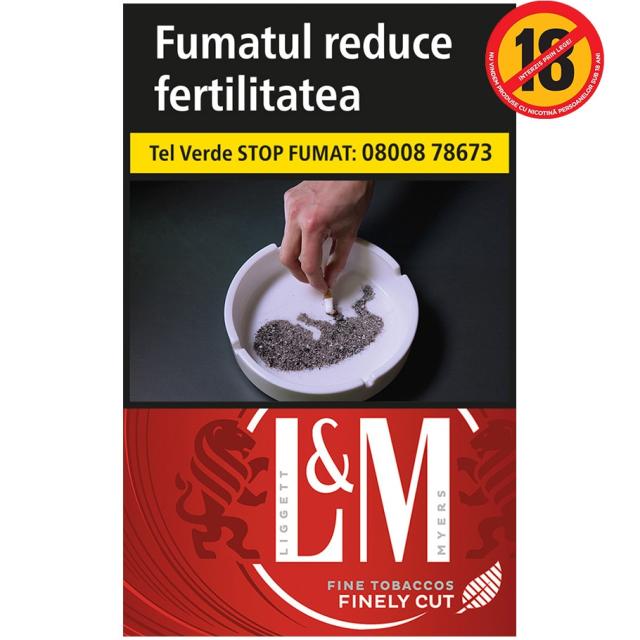 Fumatul reduce
fertilitatea
Tel Verde STOP FUMAT: 08008 78673
18
INTERZIS PRIN LEGE!
NU VINDEM PRODUSE CU NICOTINĂ PERSOANELOR SUB 18 ANI
L&M
LIGGETT
MYERS
FINE TOBACCOS
FINELY CUT